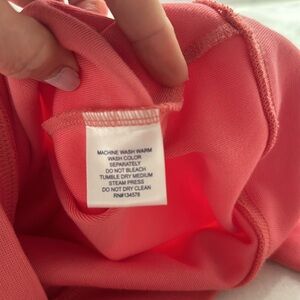 MACHINE WASH WARM
WASH COLOR
SEPARATELY
DO NOT BLEACH
TUMBLE DRY MEDIUM
STEAM PRESS
DO NOT DRY CLEAN
RN#134578